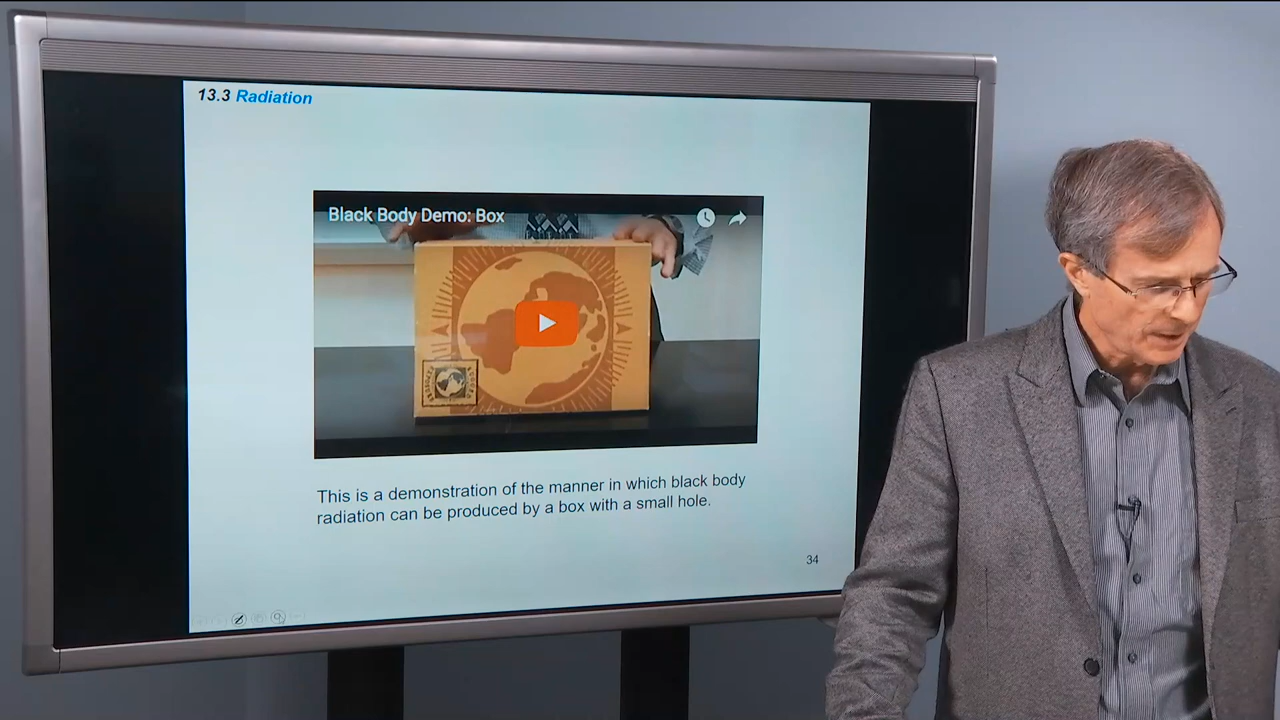 13.3 Radiation
Black Body Demo: Box
This is a demonstration of the manner in which black body
radiation can be produced by a box with a small hole.
34